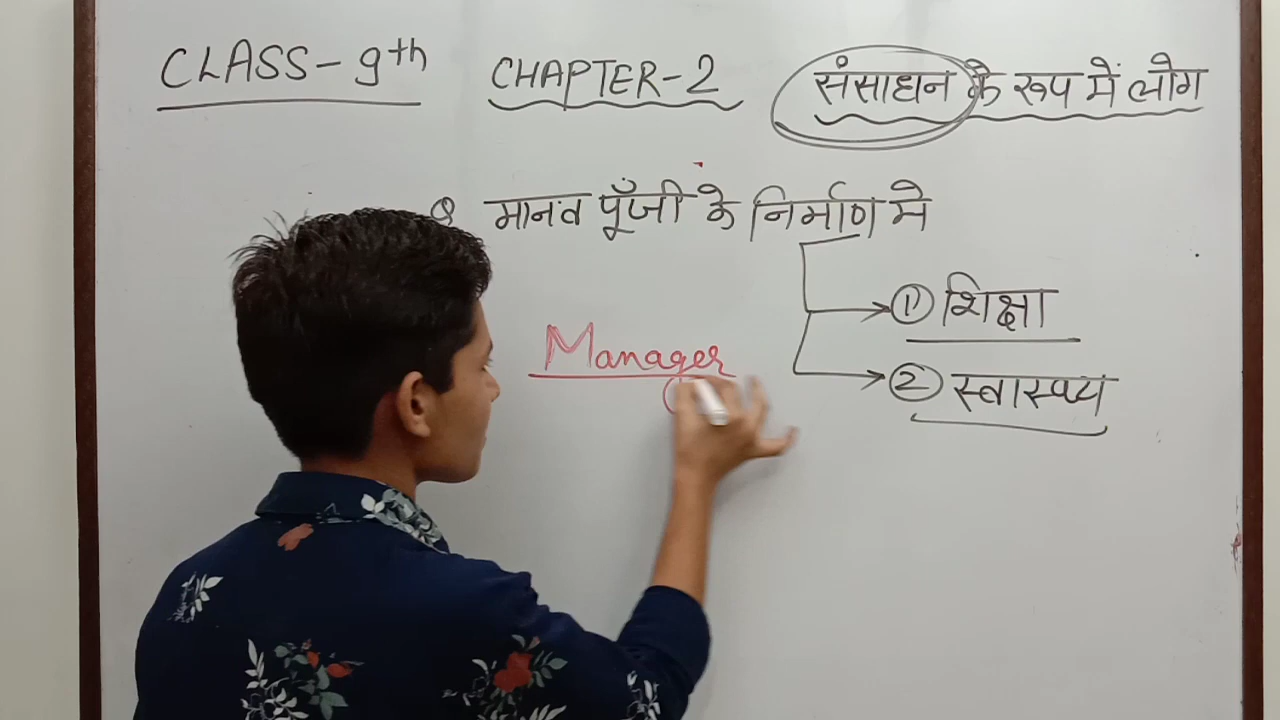 CLASS-9th CHAPTER-2 संसाधन के रूप में लोग
Q मानव पूँजी के निर्माण मे
① शिक्षा
Manager
② स्वास्थ्य